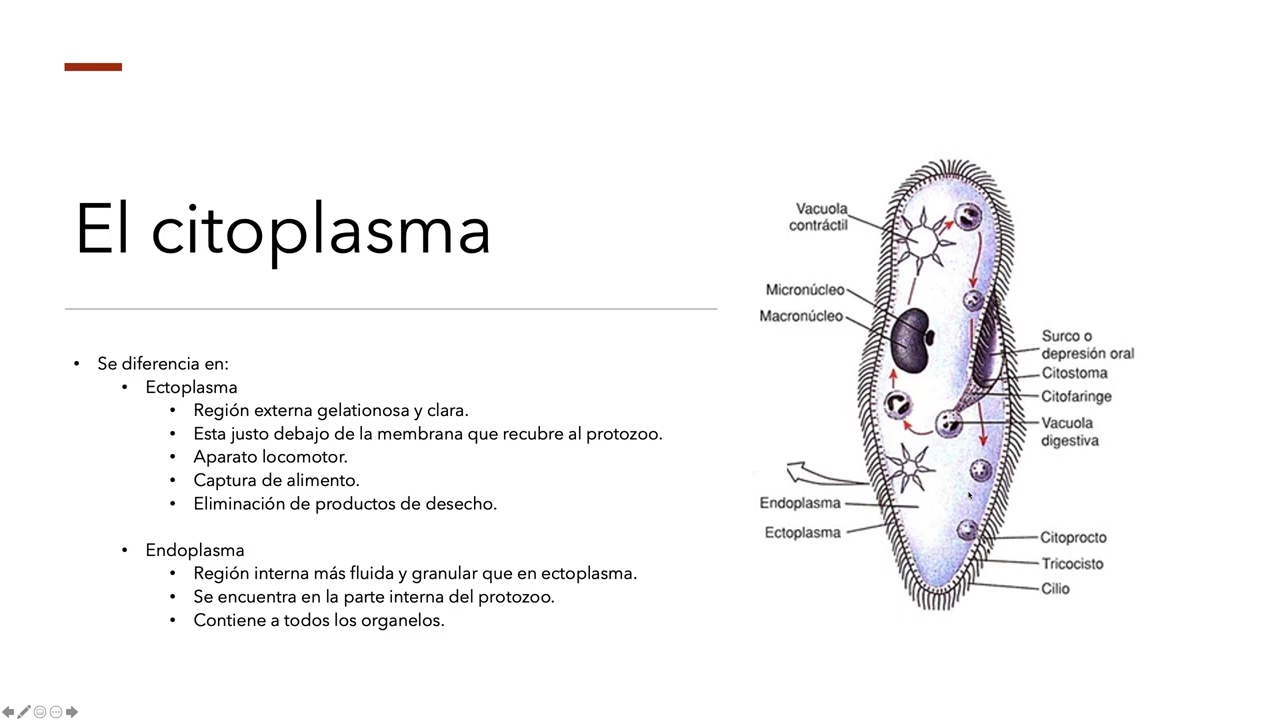 El citoplasma
• Se diferencia en:
• Ectoplasma
• Región externa gelationosa y clara.
• Esta justo debajo de la membrana que recubre al protozoo.
• Aparato locomotor.
• Captura de alimento.
• Eliminación de productos de desecho.
• Endoplasma
• Región interna más fluida y granular que en ectoplasma.
• Se encuentra en la parte interna del protozoo.
• Contiene a todos los organelos.
Vacuola
contráctil
Micronúcleo
Macronúcleo
Endoplasma
Ectoplasma
Surco o
depresión oral
Citostoma
Citofaringe
Vacuola
digestiva
Citoprocto
Tricocisto
Cilio